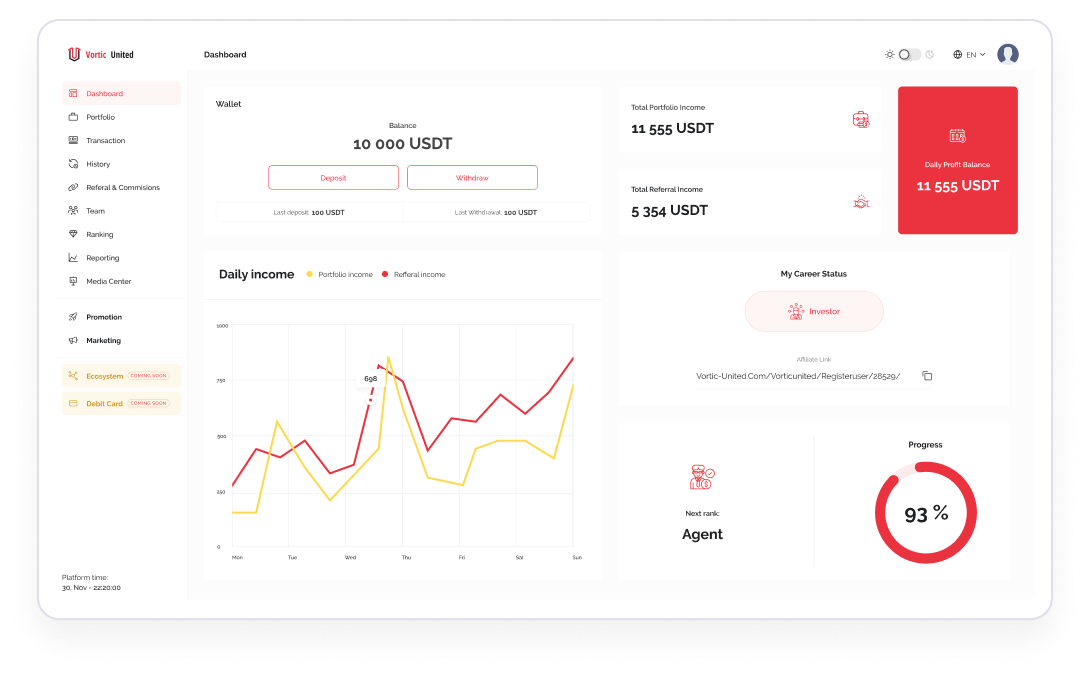 Vortic United
Dashboard
EN
Dashboard
Portfolio
Transaction
History
Referal & Commisions
Team
Ranking
Reporting
Media Center
Promotion
Marketing
Ecosystem COMING SOON
Debit Card COMING SOON
Platform time:
30. Nov - 22:20:00
Wallet
Balance
10 000 USDT
Deposit
Withdraw
Last deposit: 100 USDT
Last Withdrawal: 100 USDT
Total Portfolio Income
11 555 USDT
Total Referral Income
5 354 USDT
Daily Profit Balance
11 555 USDT
Daily income
Portfolio income
Refferal income
1000
750
500
250
0
698
Mon
Tue
Wed
Thu
Fri
Sat
Sun
My Career Status
Investor
Affiliate Link
Vortic-United.Com/Vorticunited/Registeruser/28529/
Next rank:
Agent
Progress
93 %